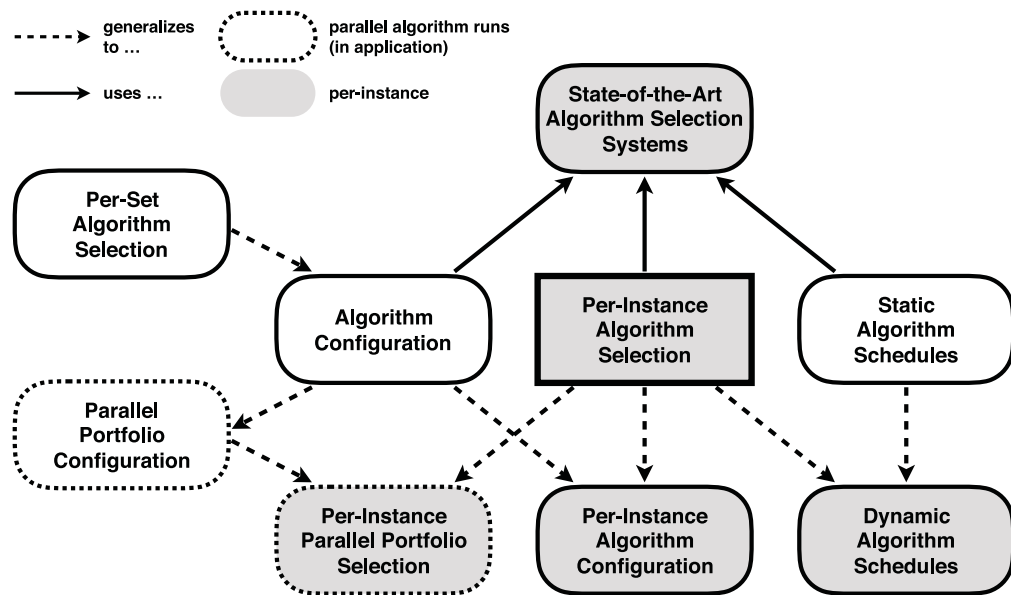 generalizes
to ...
parallel algorithm runs
(in application)
uses ...
per-instance
State-of-the-Art
Algorithm Selection
Systems
Per-Set
Algorithm
Selection
Algorithm
Configuration
Per-Instance
Algorithm
Selection
Static
Algorithm
Schedules
Parallel
Portfolio
Configuration
Per-Instance
Parallel Portfolio
Selection
Per-Instance
Algorithm
Configuration
Dynamic
Algorithm
Schedules